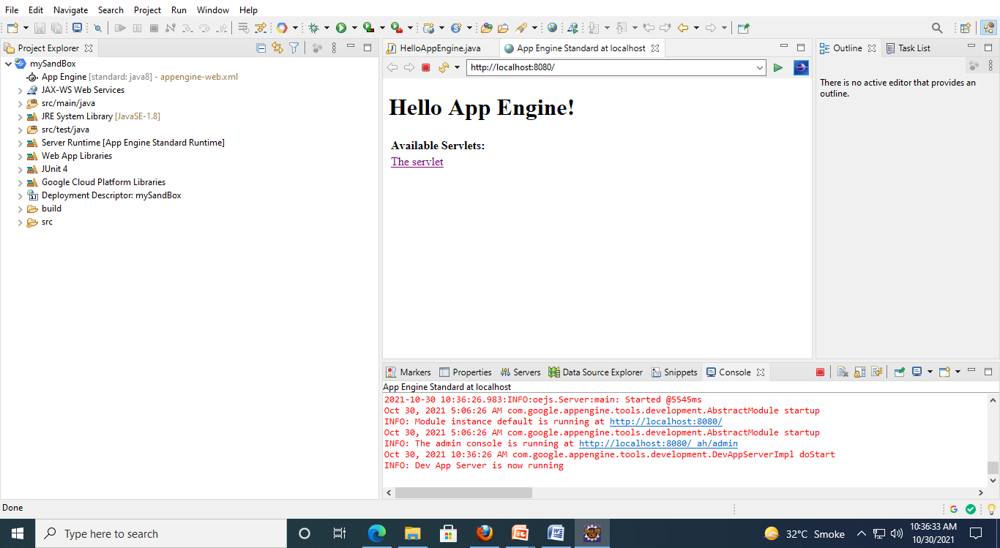 File Edit Navigate Search Project Run Window Help
Project Explorer
mySandBox
App Engine [standard: java8] - appengine-web.xml
JAX-WS Web Services
src/main/java
JRE System Library [JavaSE-1.8]
src/test/java
Server Runtime [App Engine Standard Runtime]
Web App Libraries
JUnit 4
Google Cloud Platform Libraries
Deployment Descriptor: mySandBox
build
src
HelloAppEngine.java App Engine Standard at localhost
http://localhost:8080/
Hello App Engine!
Available Servlets:
The servlet
Outline Task List
There is no active editor that provides an
outline.
Markers Properties Servers Data Source Explorer Snippets Console
App Engine Standard at localhost
2021-10-30 10:36:26.983:INFO:oejs.Server:main: Started @5545ms
Oct 30, 2021 5:06:26 AM com.google.appengine.tools.development.AbstractModule startup
INFO: Module instance default is running at http://localhost:8080/
Oct 30, 2021 5:06:26 AM com.google.appengine.tools.development.AbstractModule startup
INFO: The admin console is running at http://localhost:8080/_ah/admin
Oct 30, 2021 10:36:26 AM com.google.appengine.tools.development.DevAppServerImpl doStart
INFO: Dev App Server is now running
Done
Type here to search
32°C Smoke
10:36:33 AM
10/30/2021